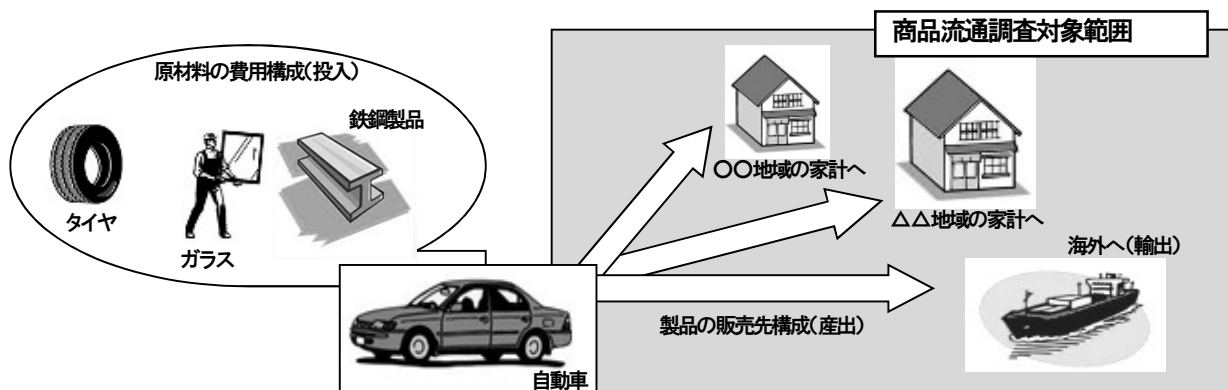 商品流通調査対象範囲
原材料の費用構成(投入)
鉄鋼製品
タイヤ
ガラス
〇〇地域の家計へ
△△地域の家計へ
海外へ(輸出)
製品の販売先構成(産出)
自動車